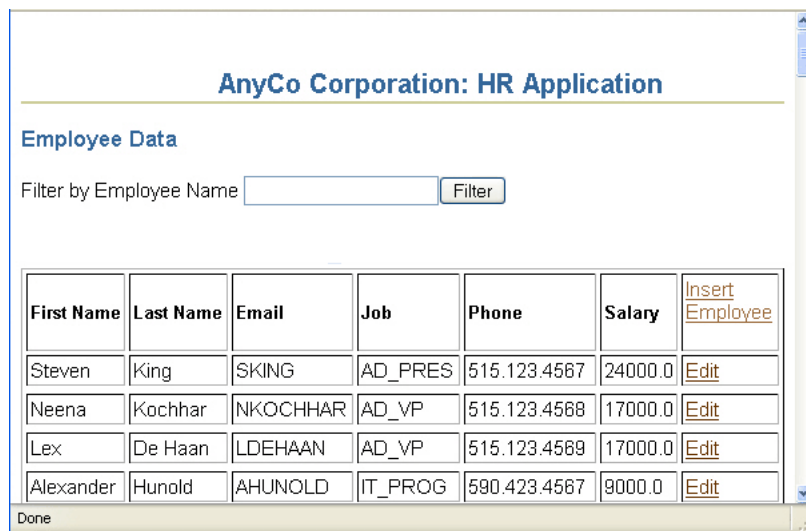 AnyCo Corporation: HR Application
Employee Data
Filter by Employee Name Filter
First Name Last Name Email Job Phone Salary Insert Employee
Steven King SKING AD_PRES 515.123.4567 24000.0 Edit
Neena Kochhar NKOCHHAR AD_VP 515.123.4568 17000.0 Edit
Lex De Haan LDEHAAN AD_VP 515.123.4569 17000.0 Edit
Alexander Hunold AHUNOLD IT_PROG 590.423.4567 9000.0 Edit
Done